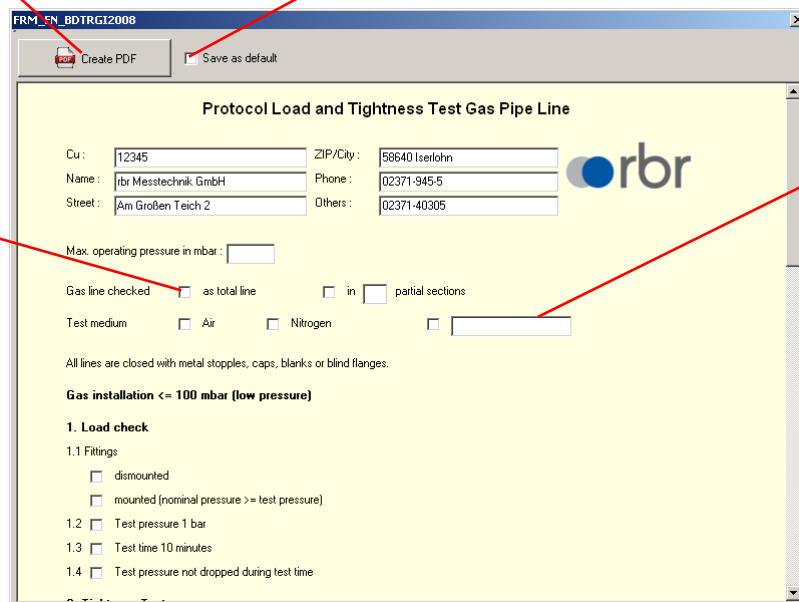 FRM_EN_BDTRGI2008
PDF Create PDF Save as default
Protocol Load and Tightness Test Gas Pipe Line
Cu : 12345 ZIP/City : 58640 Iserlohn
Name : rbr Messtechnik GmbH Phone : 02371-945-5
Street : Am Großen Teich 2 Others : 02371-40305
rbr
Max. operating pressure in mbar :
Gas line checked as total line in partial sections
Test medium Air Nitrogen
All lines are closed with metal stopples, caps, blanks or blind flanges.
Gas installation <= 100 mbar (low pressure)
1. Load check
1.1 Fittings
dismounted
mounted (nominal pressure >= test pressure)
1.2 Test pressure 1 bar
1.3 Test time 10 minutes
1.4 Test pressure not dropped during test time